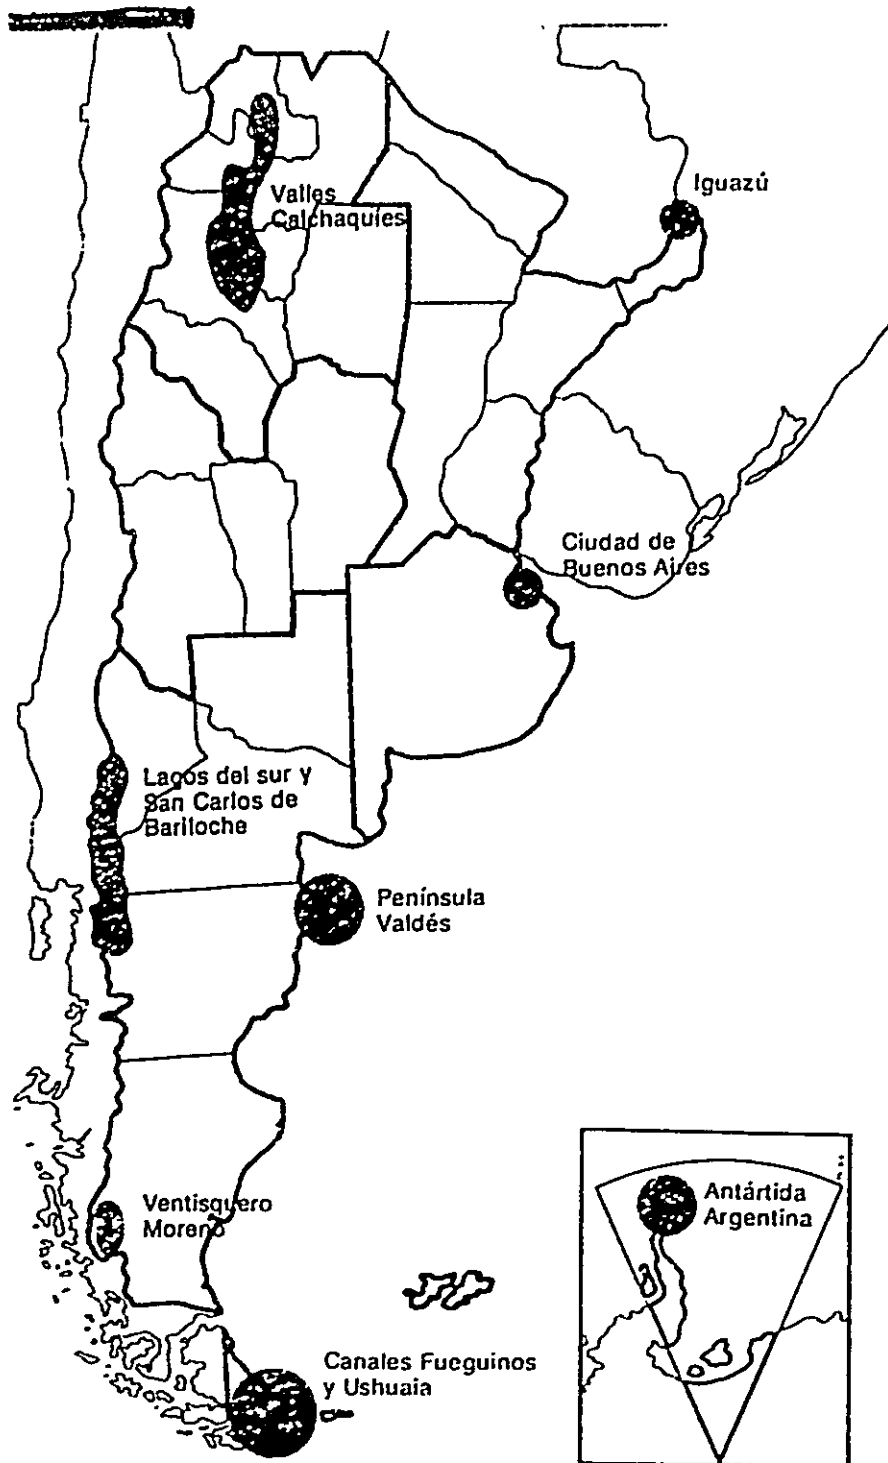 Iguazú
Valles
Calchaquíes
Ciudad de
Buenos Aires
Lagos del sur y
San Carlos de
Bariloche
Península
Valdés
Ventisquero
Moreno
Antártida
Argentina
Canales Fueguinos
y Ushuaia